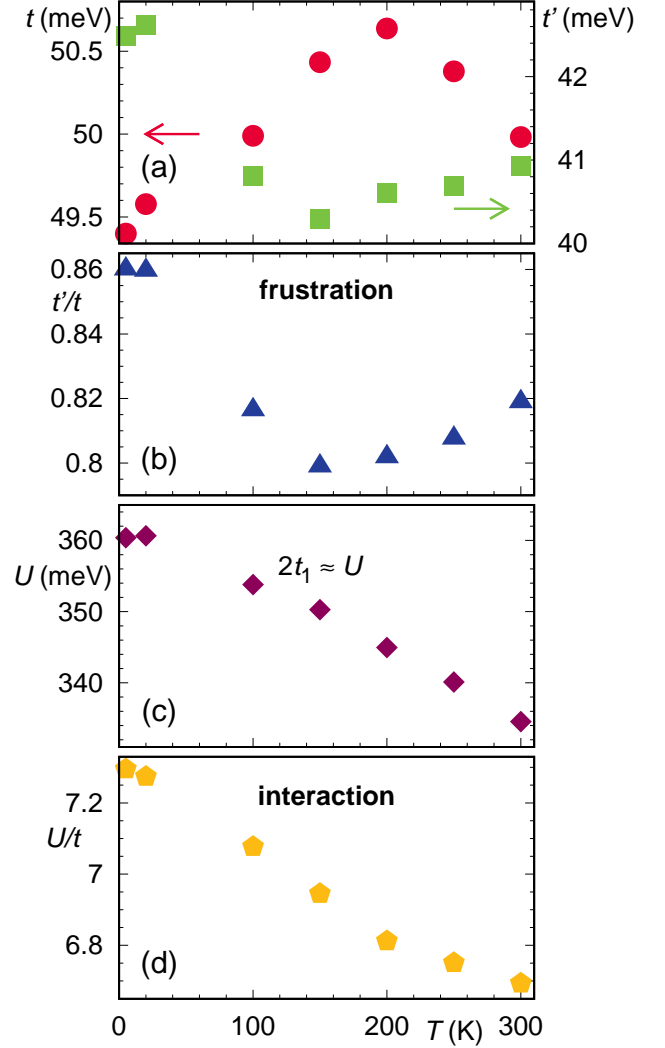 t (meV)
t’ (meV)
50.5
50
49.5
42
41
40
(a)
0.86
t’/t
0.84
0.82
0.8
frustration
(b)
360
U (meV)
350
340
2t₁ ≈ U
(c)
7.2
U/t
7
6.8
interaction
(d)
0 100 200 T (K) 300